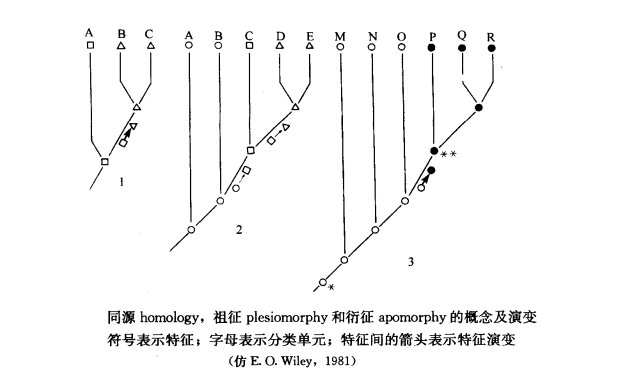 A B C A B C D E M N O P Q R
**
1
2
3
*
同源 homology，祖征 plesiomorphy 和衍征 apomorphy 的概念及演变
符号表示特征；字母表示分类单元；特征间的箭头表示特征演变
（仿 E. O. Wiley，1981）